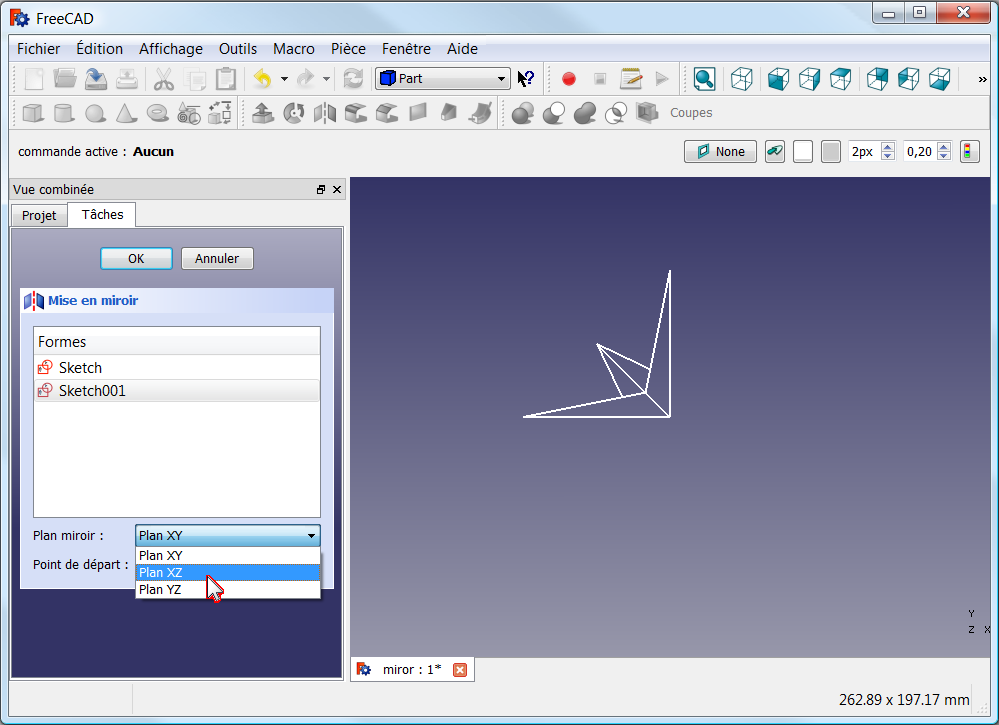 FreeCAD
Fichier Édition Affichage Outils Macro Pièce Fenêtre Aide
Part
»
Coupes
commande active : Aucun
None
2px
0,20
Vue combinée
Projet
Tâches
OK
Annuler
Mise en miroir
Formes
Sketch
Sketch001
Plan miroir :
Plan XY
Plan XY
Point de départ :
Plan XZ
Plan YZ
Y
Z X
miror : 1*
262.89 x 197.17 mm